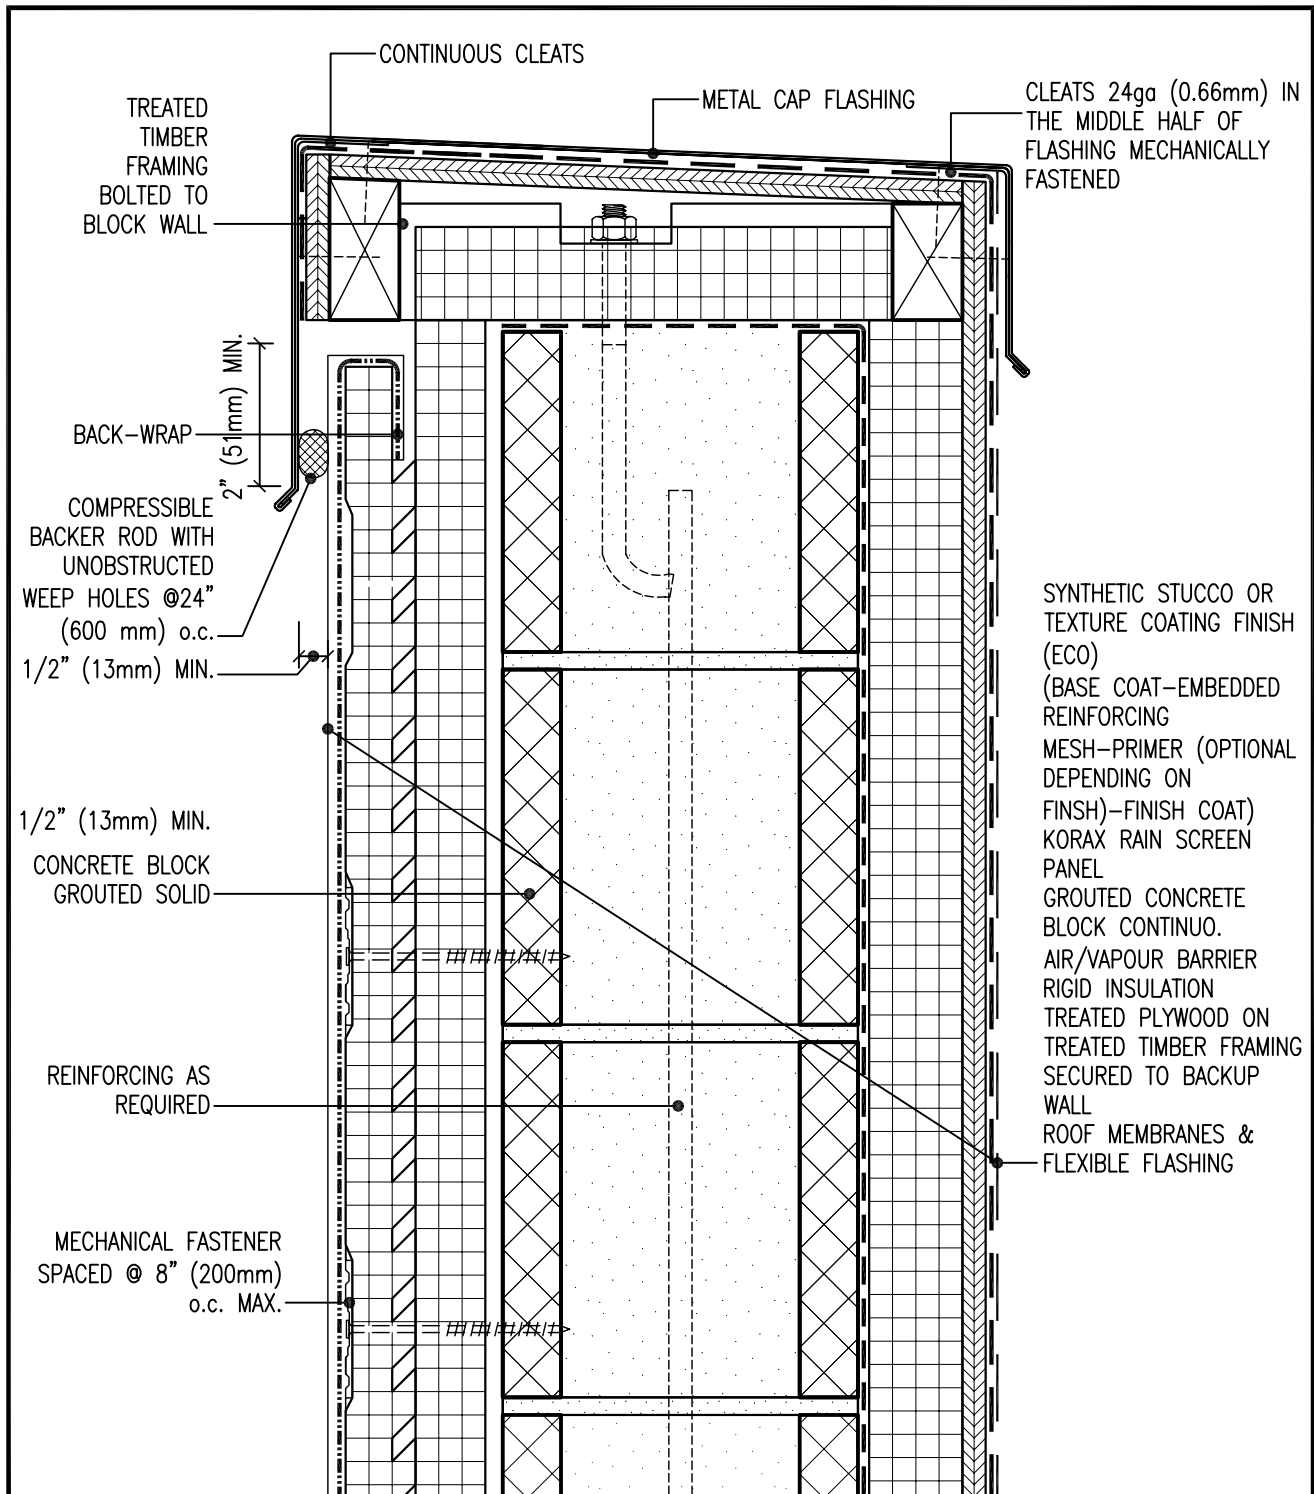 CONTINUOUS CLEATS
METAL CAP FLASHING
CLEATS 24ga (0.66mm) IN
THE MIDDLE HALF OF
FLASHING MECHANICALLY
FASTENED
TREATED
TIMBER
FRAMING
BOLTED TO
BLOCK WALL
2" (51mm) MIN.
BACK-WRAP
COMPRESSIBLE
BACKER ROD WITH
UNOBSTRUCTED
WEEP HOLES @24"
(600 mm) o.c.
1/2" (13mm) MIN.
1/2" (13mm) MIN.
CONCRETE BLOCK
GROUTED SOLID
REINFORCING AS
REQUIRED
MECHANICAL FASTENER
SPACED @ 8" (200mm)
o.c. MAX.
SYNTHETIC STUCCO OR
TEXTURE COATING FINISH
(ECO)
(BASE COAT-EMBEDDED
REINFORCING
MESH-PRIMER (OPTIONAL
DEPENDING ON
FINSH)-FINISH COAT)
KORAX RAIN SCREEN
PANEL
GROUTED CONCRETE
BLOCK CONTINUO.
AIR/VAPOUR BARRIER
RIGID INSULATION
TREATED PLYWOOD ON
TREATED TIMBER FRAMING
SECURED TO BACKUP
WALL
ROOF MEMBRANES &
FLEXIBLE FLASHING